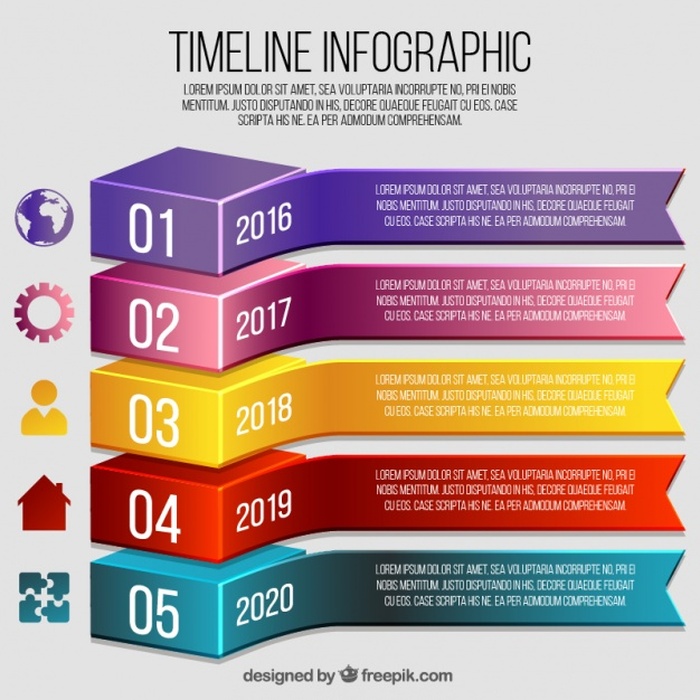 TIMELINE INFOGRAPHIC
LOREM IPSUM DOLOR SIT AMET, SEA VOLUPTARIA INCORRUPTE NO, PRI EI NOBIS
MENTITUM. JUSTO DISPUTANDO IN HIS, DECORE QUAEQUE FEUGAIT CU EOS. CASE
SCRIPTA HIS NE. EA PER ADMODUM COMPREHENSAM.
01
2016
LOREM IPSUM DOLOR SIT AMET, SEA VOLUPTARIA INCORRUPTE NO, PRI EI
NOBIS MENTITUM. JUSTO DISPUTANDO IN HIS, DECORE QUAEQUE FEUGAIT
CU EOS. CASE SCRIPTA HIS NE. EA PER ADMODUM COMPREHENSAM.
02
2017
LOREM IPSUM DOLOR SIT AMET, SEA VOLUPTARIA INCORRUPTE NO, PRI EI
NOBIS MENTITUM. JUSTO DISPUTANDO IN HIS, DECORE QUAEQUE FEUGAIT
CU EOS. CASE SCRIPTA HIS NE. EA PER ADMODUM COMPREHENSAM.
03
2018
LOREM IPSUM DOLOR SIT AMET, SEA VOLUPTARIA INCORRUPTE NO, PRI EI
NOBIS MENTITUM. JUSTO DISPUTANDO IN HIS, DECORE QUAEQUE FEUGAIT
CU EOS. CASE SCRIPTA HIS NE. EA PER ADMODUM COMPREHENSAM.
04
2019
LOREM IPSUM DOLOR SIT AMET, SEA VOLUPTARIA INCORRUPTE NO, PRI EI
NOBIS MENTITUM. JUSTO DISPUTANDO IN HIS, DECORE QUAEQUE FEUGAIT
CU EOS. CASE SCRIPTA HIS NE. EA PER ADMODUM COMPREHENSAM.
05
2020
LOREM IPSUM DOLOR SIT AMET, SEA VOLUPTARIA INCORRUPTE NO, PRI EI
NOBIS MENTITUM. JUSTO DISPUTANDO IN HIS, DECORE QUAEQUE FEUGAIT
CU EOS. CASE SCRIPTA HIS NE. EA PER ADMODUM COMPREHENSAM.
designed by freepik.com